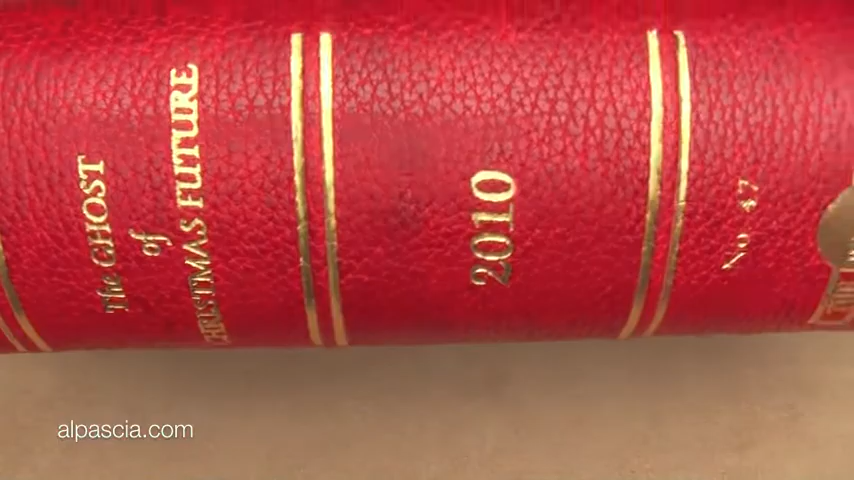 The GHOST
of
CHRISTMAS FUTURE
2010
No 47
alpascia.com